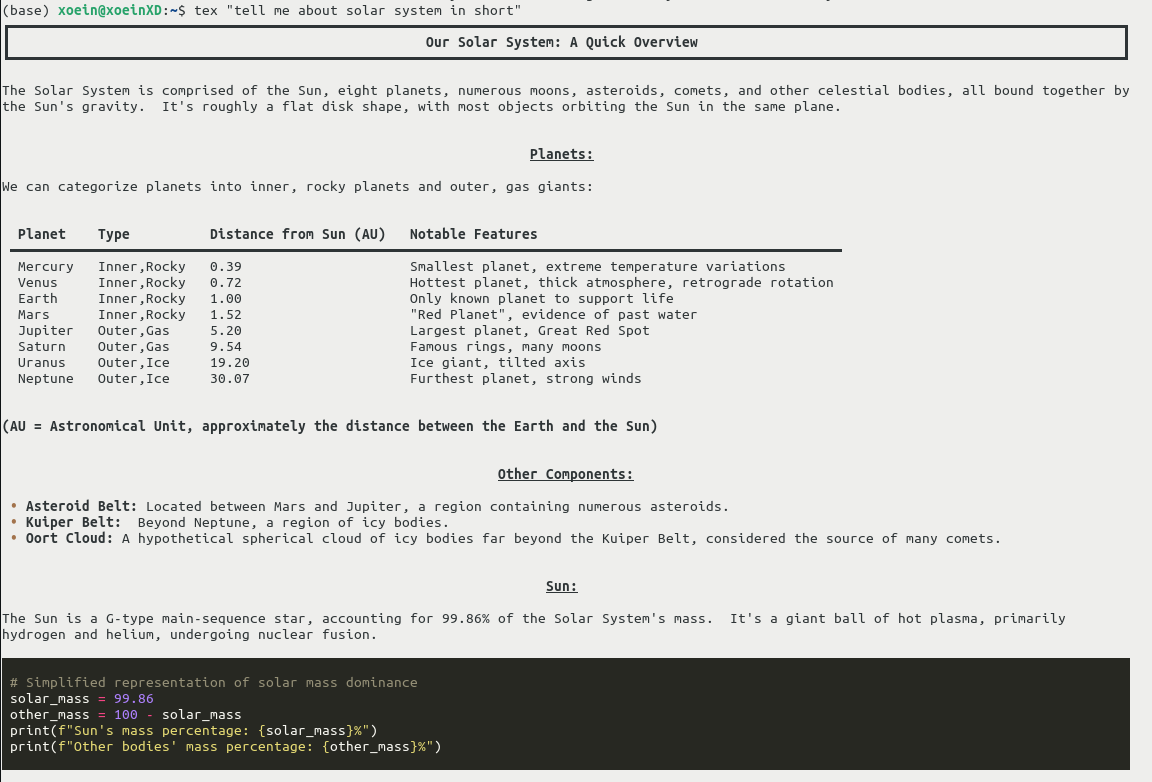 (base) xoein@xoeinXD:~$ tex "tell me about solar system in short"
Our Solar System: A Quick Overview
The Solar System is comprised of the Sun, eight planets, numerous moons, asteroids, comets, and other celestial bodies, all bound together by
the Sun's gravity.  It's roughly a flat disk shape, with most objects orbiting the Sun in the same plane.
Planets:
We can categorize planets into inner, rocky planets and outer, gas giants:
Planet   Type          Distance from Sun (AU)   Notable Features
Mercury   Inner,Rocky   0.39                     Smallest planet, extreme temperature variations
Venus     Inner,Rocky   0.72                     Hottest planet, thick atmosphere, retrograde rotation
Earth     Inner,Rocky   1.00                     Only known planet to support life
Mars      Inner,Rocky   1.52                     "Red Planet", evidence of past water
Jupiter   Outer,Gas     5.20                     Largest planet, Great Red Spot
Saturn    Outer,Gas     9.54                     Famous rings, many moons
Uranus    Outer,Ice     19.20                    Ice giant, tilted axis
Neptune   Outer,Ice     30.07                    Furthest planet, strong winds
(AU = Astronomical Unit, approximately the distance between the Earth and the Sun)
Other Components:
• Asteroid Belt: Located between Mars and Jupiter, a region containing numerous asteroids.
• Kuiper Belt:  Beyond Neptune, a region of icy bodies.
• Oort Cloud: A hypothetical spherical cloud of icy bodies far beyond the Kuiper Belt, considered the source of many comets.
Sun:
The Sun is a G-type main-sequence star, accounting for 99.86% of the Solar System's mass.  It's a giant ball of hot plasma, primarily
hydrogen and helium, undergoing nuclear fusion.
# Simplified representation of solar mass dominance
solar_mass = 99.86
other_mass = 100 - solar_mass
print(f"Sun's mass percentage: {solar_mass}%")
print(f"Other bodies' mass percentage: {other_mass}%")